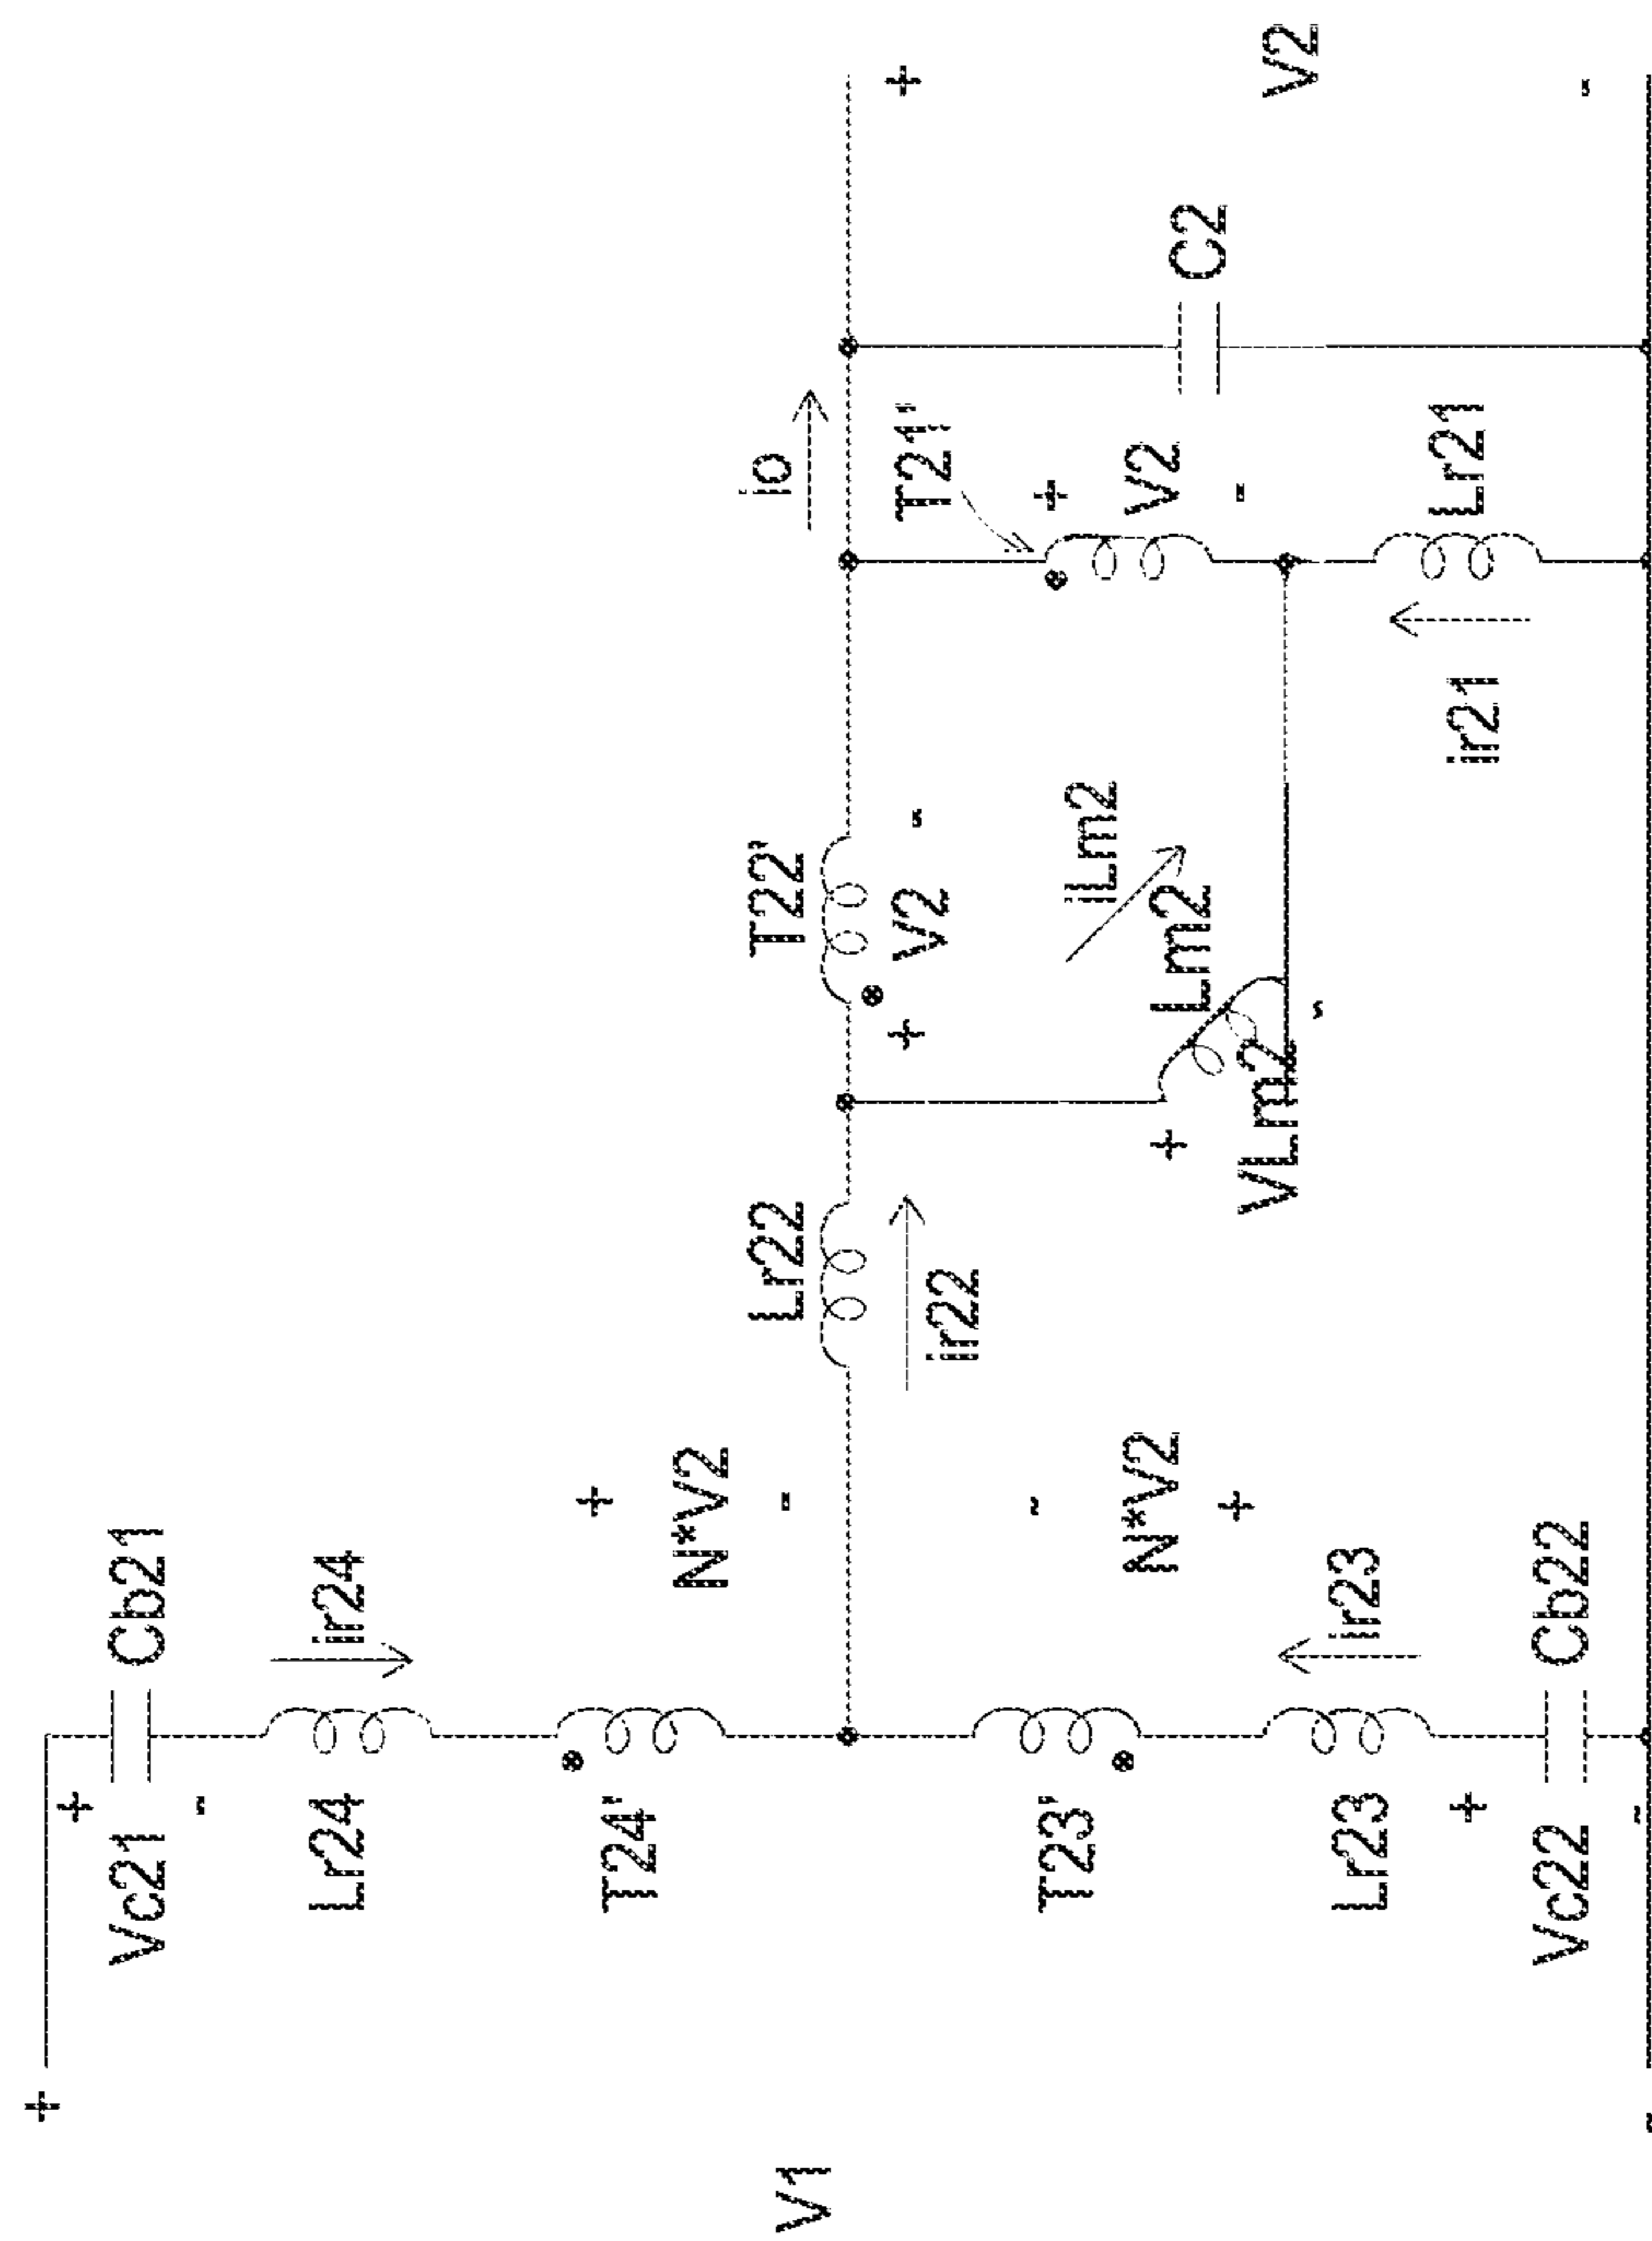 +
V1
-
+
Vc21
-
Cb21
Lr24
ir24
T24'
+
N*V2
-
T23'
-
N*V2
+
Lr23
ir23
+
Vc22
-
Cb22
Lr22
ir22
T22'
+
V2
-
iLm2
Lm2
+
VLm2
-
io
T21'
+
V2
-
ir21
Lr21
C2
+
V2
-